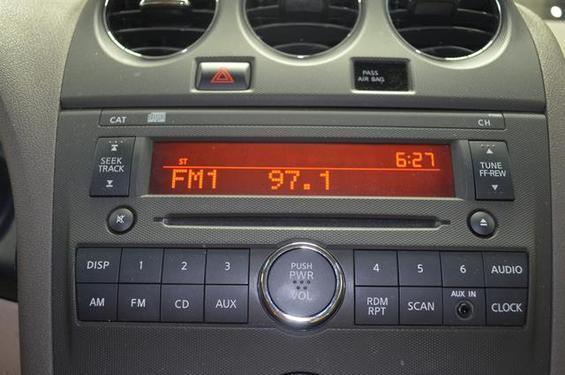 PASS
AIR BAG
CAT CH
SEEK
TRACK
ST 6:27
FM1 97.1
TUNE
FF-REW
DISP 1 2 3
PUSH
PWR
VOL
4 5 6 AUDIO
AM FM CD AUX
RDM
RPT
SCAN
AUX IN
CLOCK